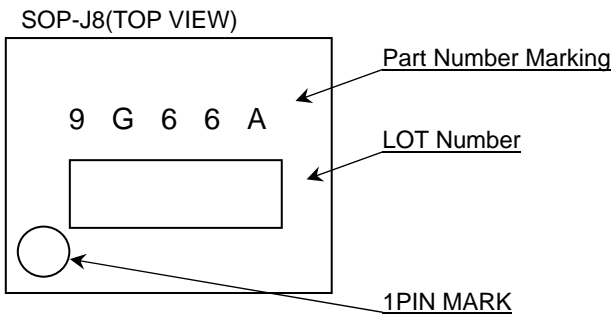 SOP-J8(TOP VIEW)
Part Number Marking
9 G 6 6 A
LOT Number
1PIN MARK